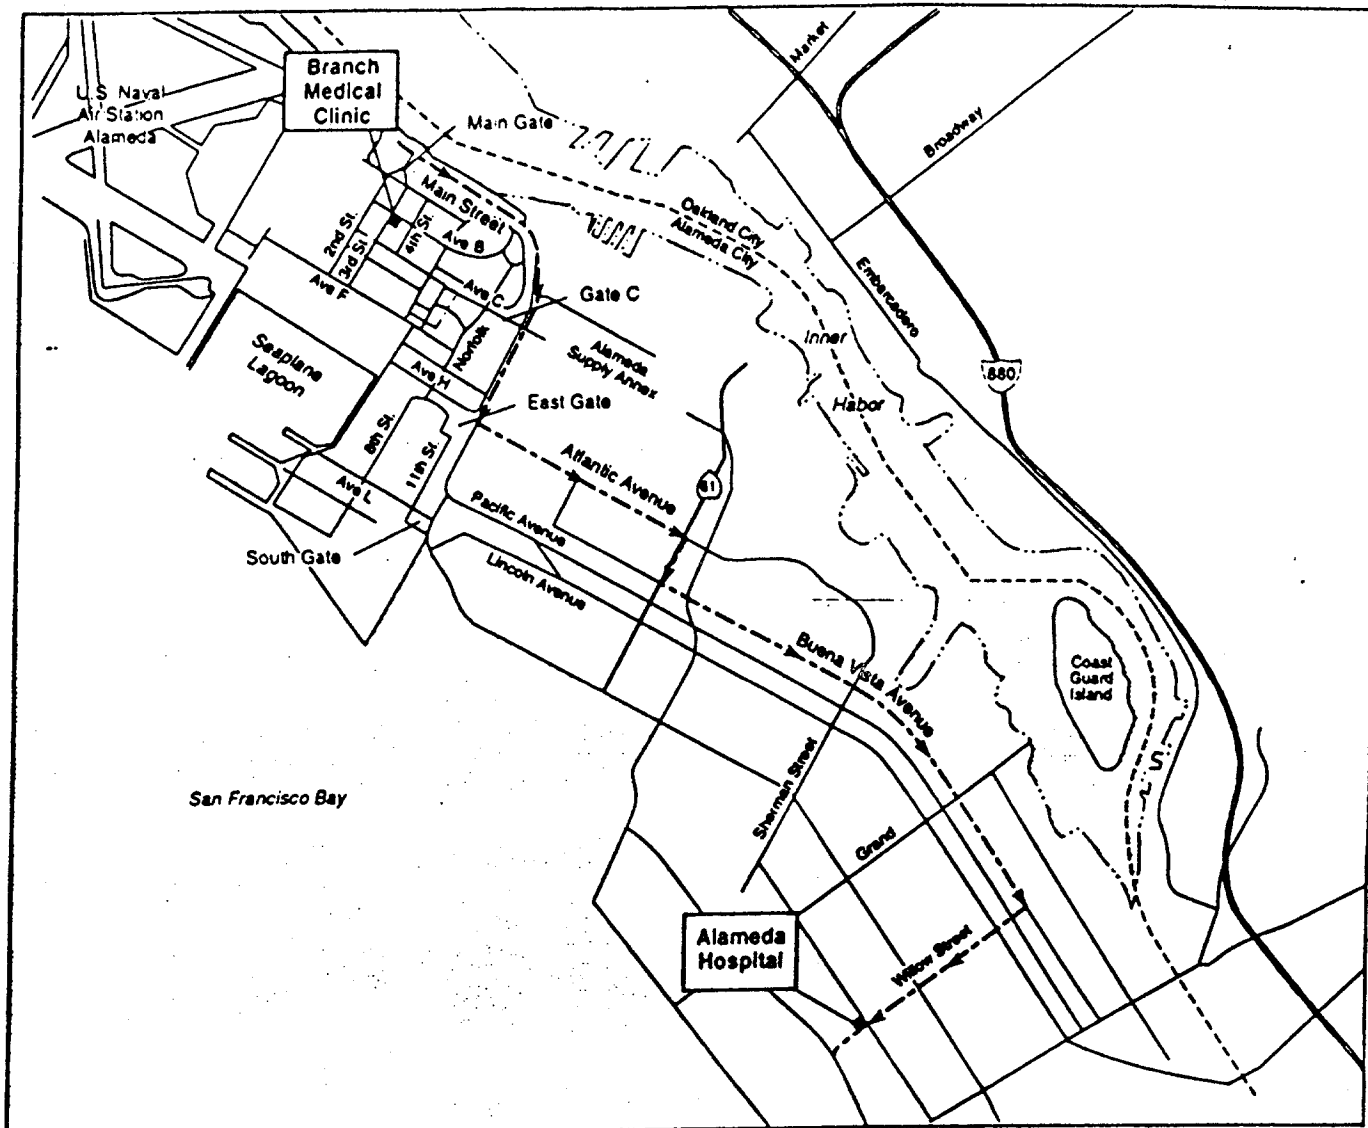 Branch
Medical
Clinic
U.S. Naval
Air Station
Alameda
Main Gate
Market
Broadway
Main Street
2nd St.
3rd St
4th St.
Ave B
Oakland City
Alameda City
Embarcadero
Ave F
Ave C
Gate C
Inner
Habor
880
Seaplane
Lagoon
Norfolk
Alameda
Supply Annex
Ave H
East Gate
8th St.
11th St.
Atlantic Avenue
61
Ave L
Pacific Avenue
South Gate
Lincoln Avenue
Buena Vista Avenue
Coast
Guard
Island
San Francisco Bay
Sherman Street
Grand
Alameda
Hospital
Willow Street